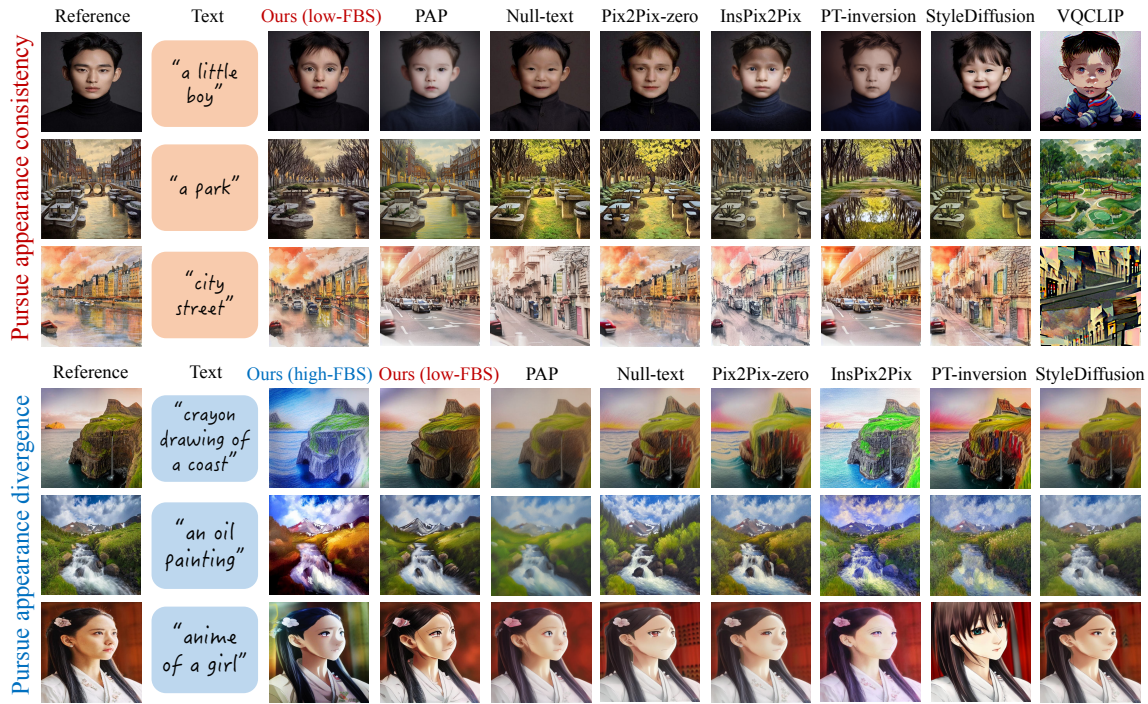 Reference Text Ours (low-FBS) PAP Null-text Pix2Pix-zero InsPix2Pix PT-inversion StyleDiffusion VQCLIP
Pursue appearance consistency
“a little
boy”
“a park”
“city
street”
Reference Text Ours (high-FBS) Ours (low-FBS) PAP Null-text Pix2Pix-zero InsPix2Pix PT-inversion StyleDiffusion
Pursue appearance divergence
“crayon
drawing of
a coast”
“an oil
painting”
“anime
of a girl”